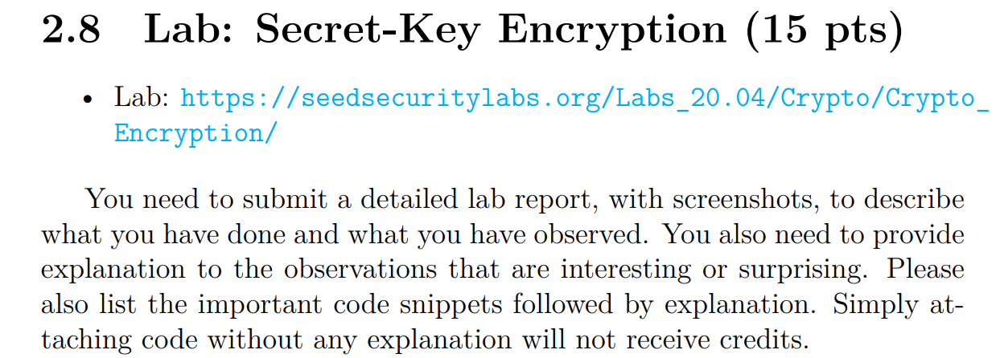 2.8 Lab: Secret-Key Encryption (15 pts)
• Lab: https://seedsecuritylabs.org/Labs_20.04/Crypto/Crypto_
Encryption/
You need to submit a detailed lab report, with screenshots, to describe
what you have done and what you have observed. You also need to provide
explanation to the observations that are interesting or surprising. Please
also list the important code snippets followed by explanation. Simply at-
taching code without any explanation will not receive credits.